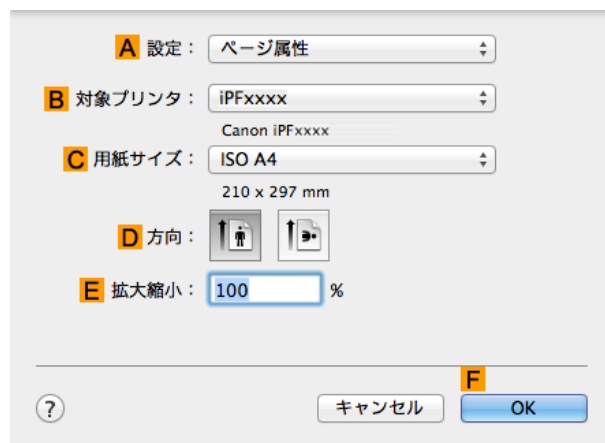 A 設定： ページ属性
B 対象プリンタ： iPFxxxx
Canon iPFxxxx
C 用紙サイズ： ISO A4
210 x 297 mm
D 方向：
E 拡大縮小： 100 %
F
? キャンセル OK